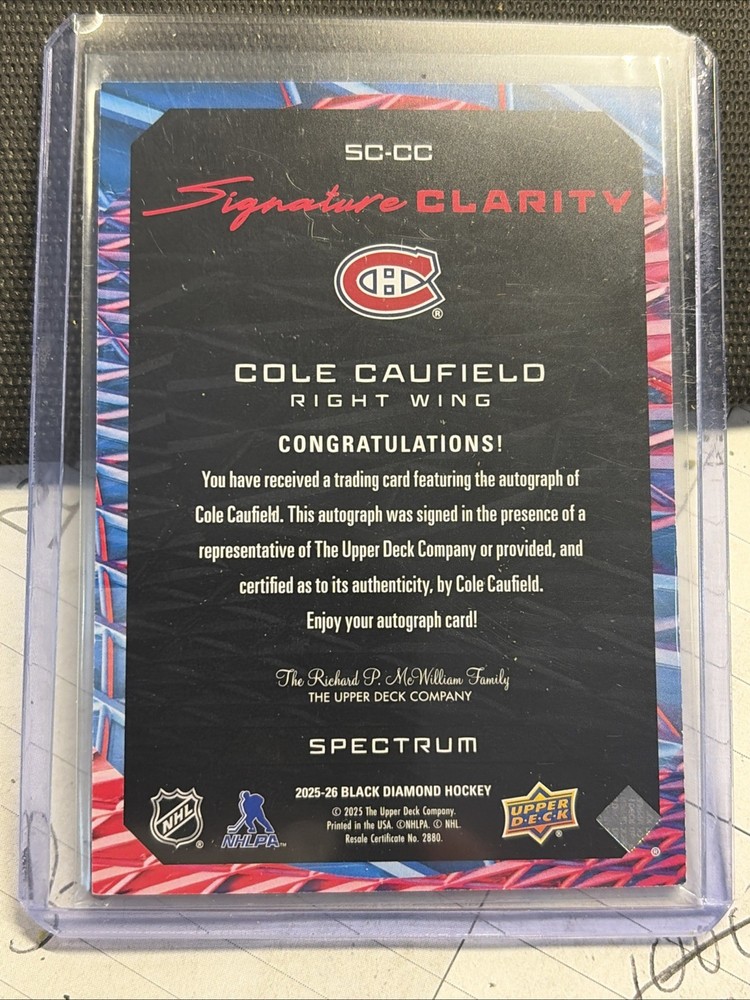 SC-CC
Signature CLARITY
C H ®
COLE CAUFIELD
RIGHT WING
CONGRATULATIONS!
You have received a trading card featuring the autograph of
Cole Caufield. This autograph was signed in the presence of a
representative of The Upper Deck Company or provided, and
certified as to its authenticity, by Cole Caufield.
Enjoy your autograph card!
The Richard P. McWilliam Family
THE UPPER DECK COMPANY
SPECTRUM
2025-26 BLACK DIAMOND HOCKEY
© 2025 The Upper Deck Company.
Printed in the USA. ©NHLPA. © NHL.
Resale Certificate No. 2880.
NHL ®
NHLPA™
UPPER DECK ®
®